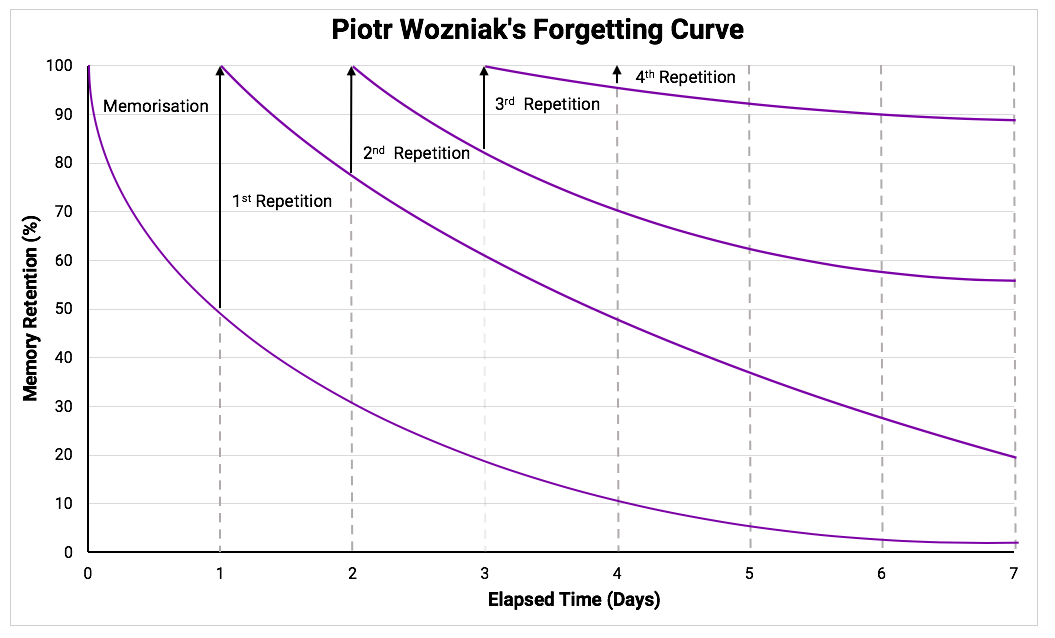 Piotr Wozniak's Forgetting Curve
100
90
80
70
60
50
40
30
20
10
0
Memory Retention (%)
Memorisation
1st Repetition
2nd Repetition
3rd Repetition
4th Repetition
0 1 2 3 4 5 6 7
Elapsed Time (Days)